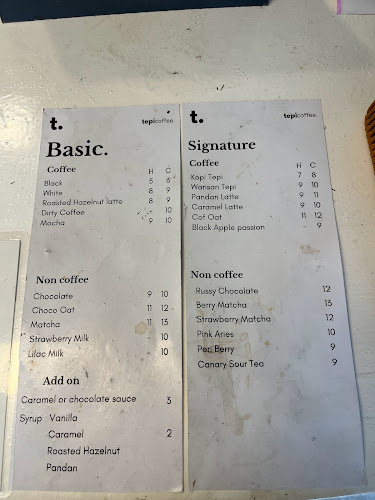 t.
tepicoffee.
Basic.
Coffee H C
Black 5 6
White 8 9
Roasted Hazelnut latte 8 9
Dirty Coffee - 10
Mocha 9 10
Non coffee
Chocolate 9 10
Choco Oat 11 12
Matcha 11 13
Strawberry Milk 10
Lilac Milk 10
Add on
Caramel or chocolate sauce 3
Syrup Vanilla
Caramel 2
Roasted Hazelnut
Pandan
t.
tepicoffee.
Signature
Coffee H C
Kopi Tepi 7 8
Warisan Tepi 9 10
Pandan Latte 9 11
Caramel Latte 9 10
Cof Oat 11 12
Black Apple passion - 9
Non coffee
Russy Chocolate 12
Berry Matcha 13
Strawberry Matcha 12
Pink Aries 10
Berry 9
Canary Sour Tea 9